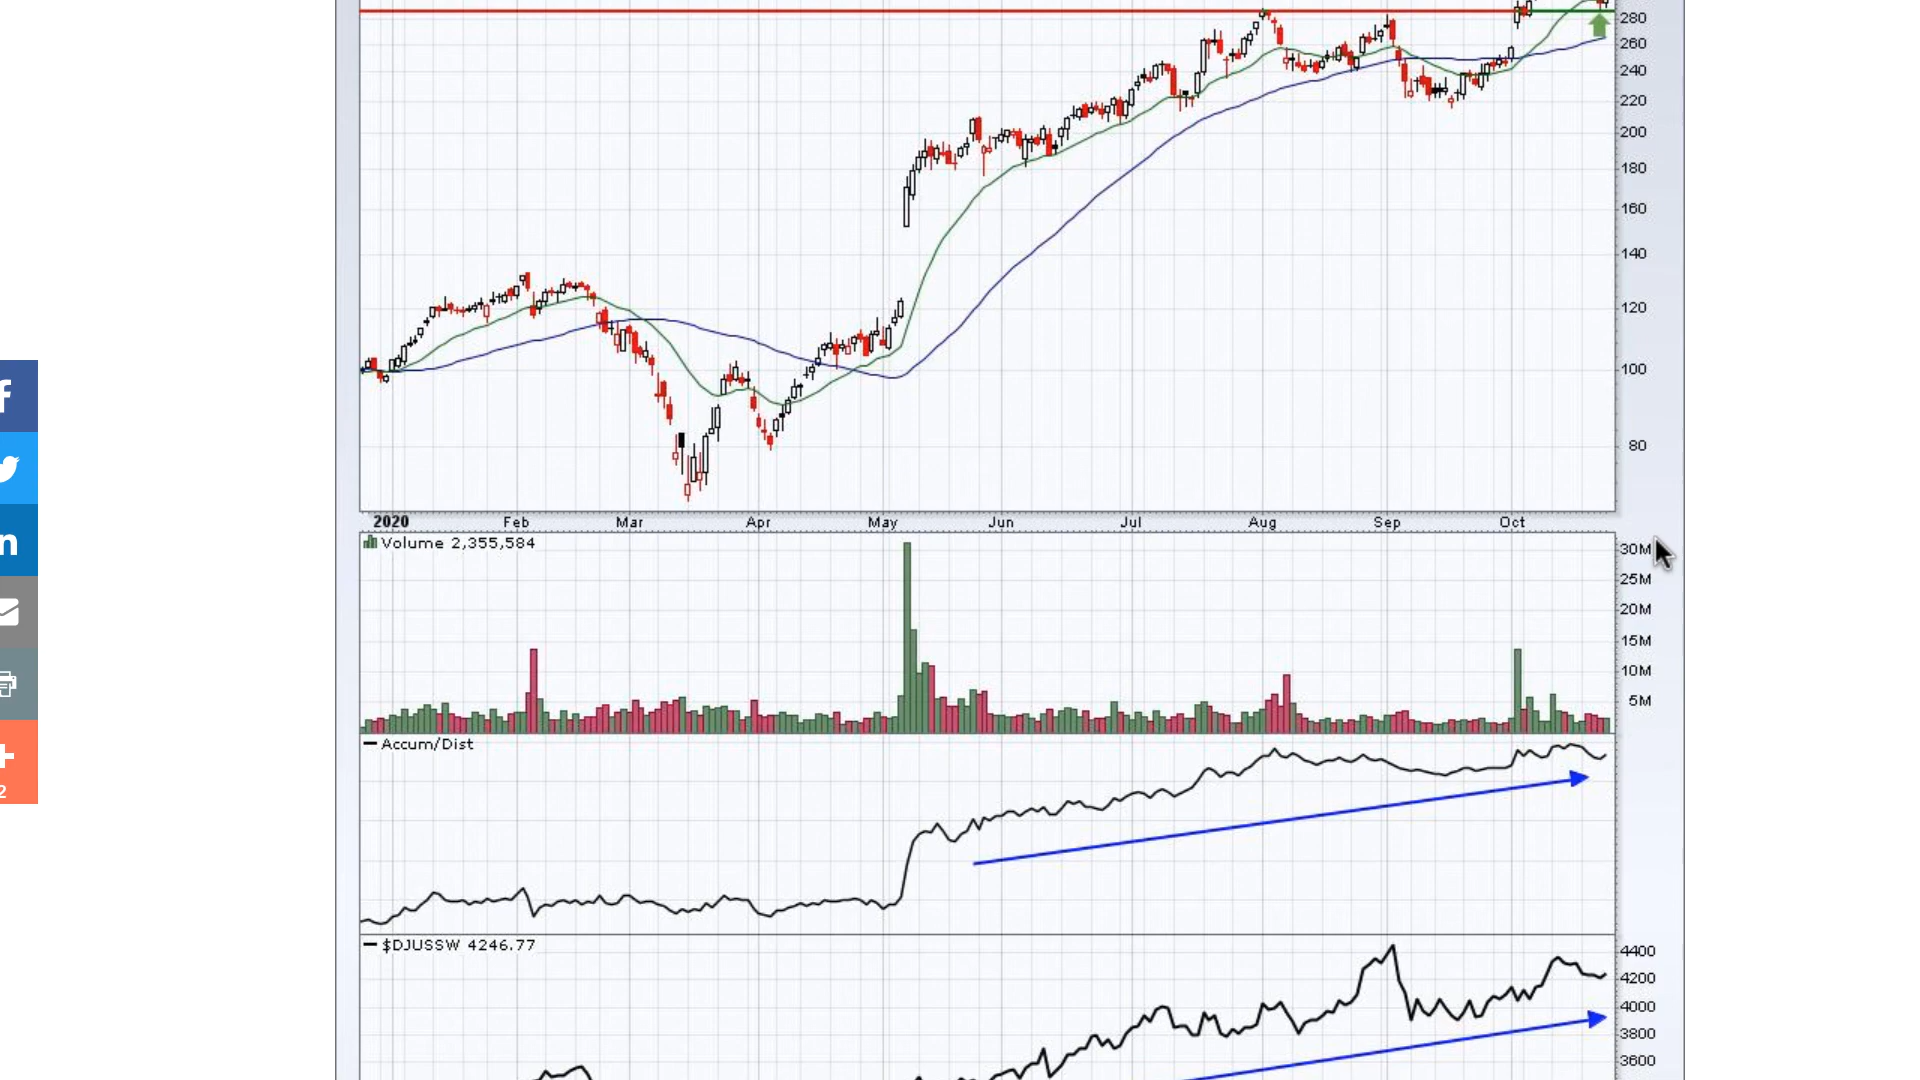 280
260
240
220
200
180
160
140
120
100
80
2020 Feb Mar Apr May Jun Jul Aug Sep Oct
Volume 2,355,584
30M
25M
20M
15M
10M
5M
Accum/Dist
$DJUSSW 4246.77
4400
4200
4000
3800
3600
f
n
+
2